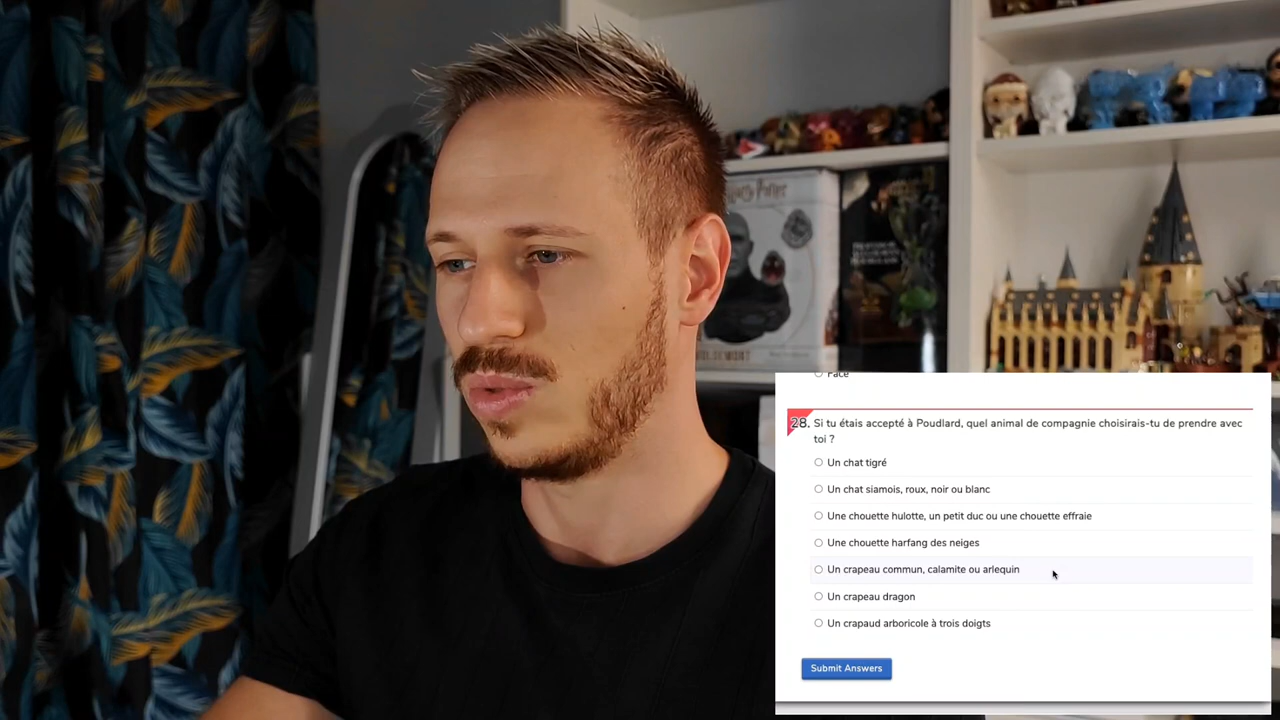 Harry Potter
Face
28. Si tu étais accepté à Poudlard, quel animal de compagnie choisirais-tu de prendre avec
toi ?
Un chat tigré
Un chat siamois, roux, noir ou blanc
Une chouette hulotte, un petit duc ou une chouette effraie
Une chouette harfang des neiges
Un crapeau commun, calamite ou arlequin
Un crapeau dragon
Un crapaud arboricole à trois doigts
Submit Answers